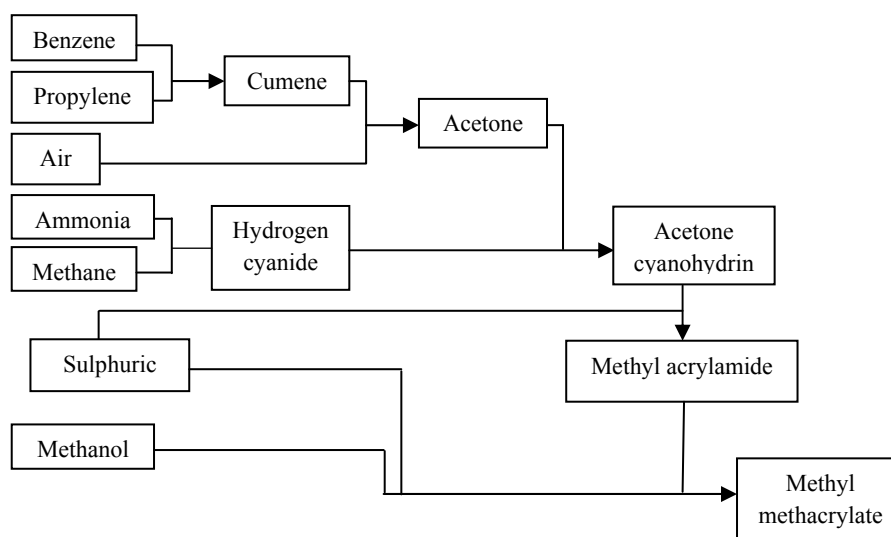 Benzene
Propylene
Cumene
Acetone
Air
Ammonia
Methane
Hydrogen
cyanide
Acetone
cyanohydrin
Sulphuric
Methyl acrylamide
Methanol
Methyl
methacrylate